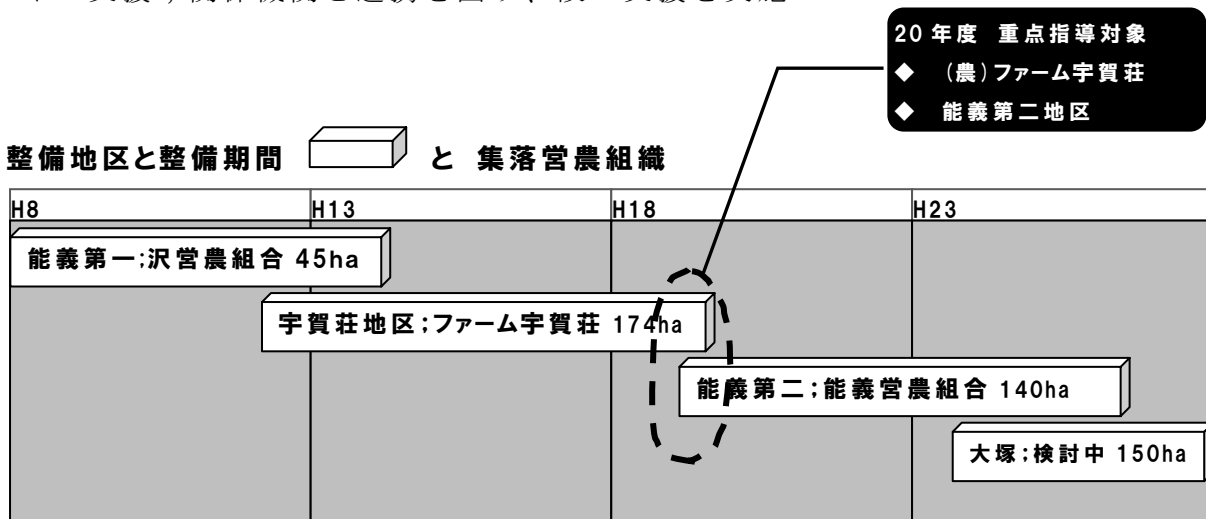 20年度 重点指導対象
◆ (農)ファーム宇賀荘
◆ 能義第二地区
整備地区と整備期間 と 集落営農組織
H8 H13 H18 H23
能義第一;沢営農組合 45ha
宇賀荘地区;ファーム宇賀荘 174ha
能義第二;能義営農組合 140ha
大塚;検討中 150ha